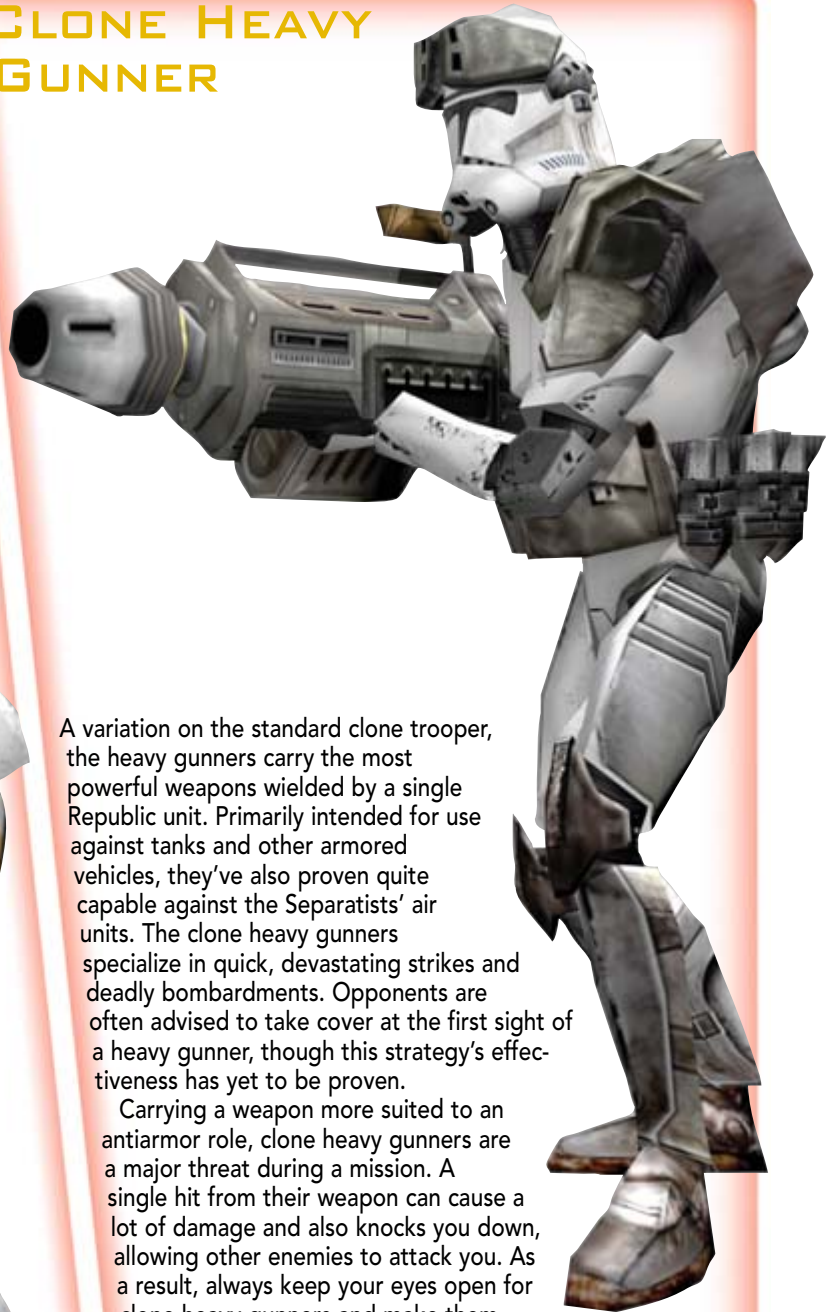 CLONE HEAVY
GUNNER
A variation on the standard clone trooper,
the heavy gunners carry the most
powerful weapons wielded by a single
Republic unit. Primarily intended for use
against tanks and other armored
vehicles, they’ve also proven quite
capable against the Separatists’ air
units. The clone heavy gunners
specialize in quick, devastating strikes and
deadly bombardments. Opponents are
often advised to take cover at the first sight of
a heavy gunner, though this strategy’s effec-
tiveness has yet to be proven.
Carrying a weapon more suited to an
antiarmor role, clone heavy gunners are
a major threat during a mission. A
single hit from their weapon can cause a
lot of damage and also knocks you down,
allowing other enemies to attack you. As
a result, always keep your eyes open for
clone heavy gunners and make them